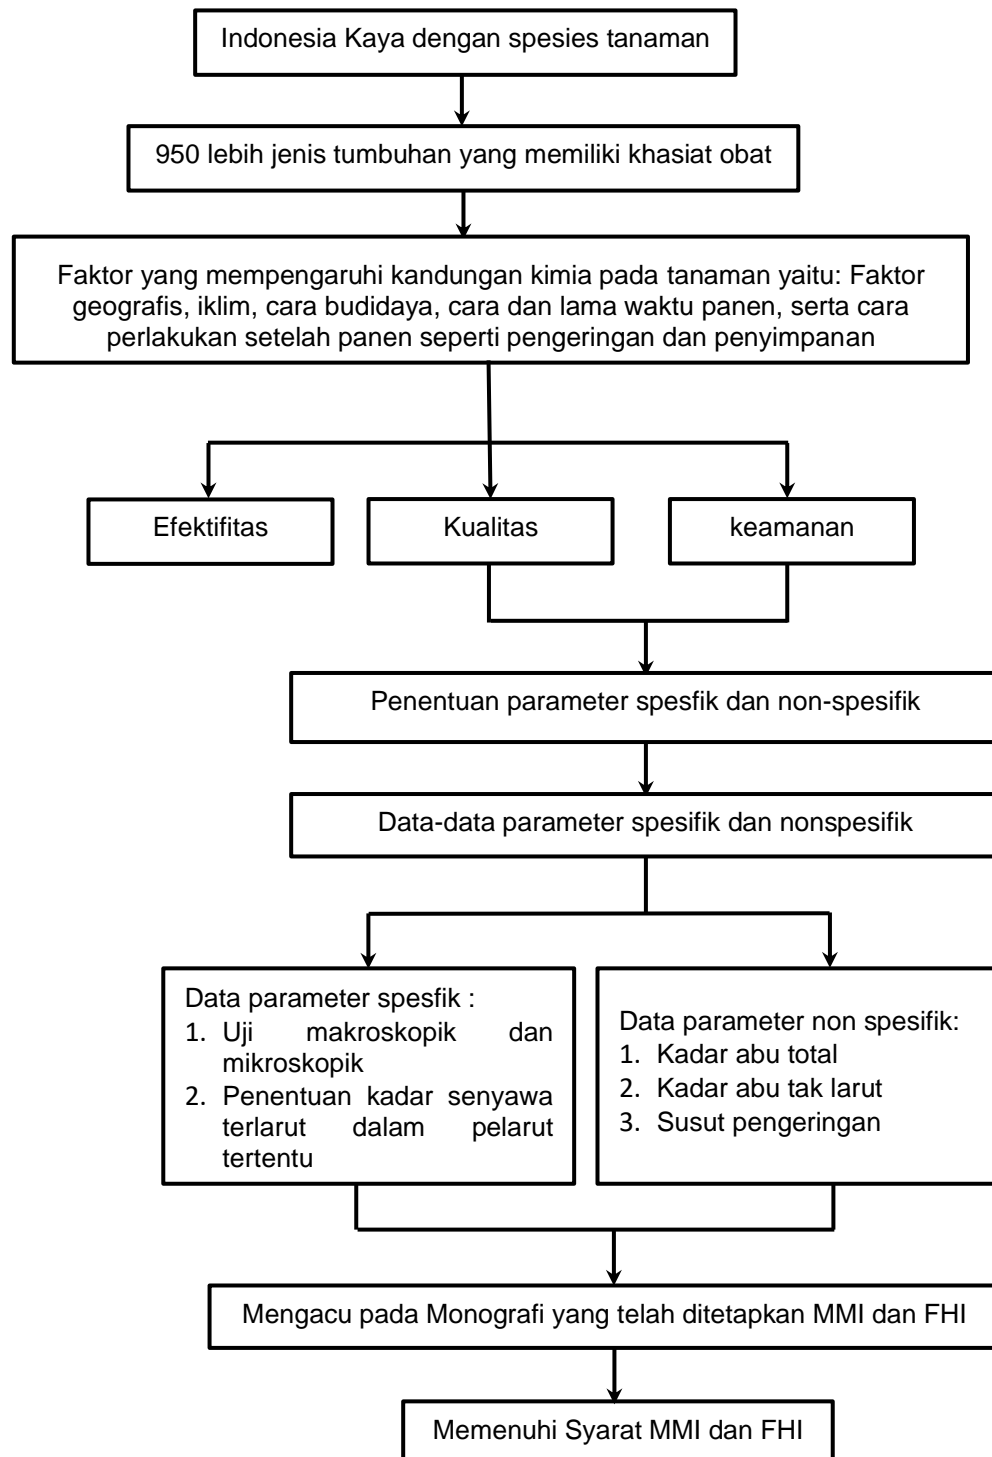 Indonesia Kaya dengan spesies tanaman
950 lebih jenis tumbuhan yang memiliki khasiat obat
Faktor yang mempengaruhi kandungan kimia pada tanaman yaitu: Faktor
geografis, iklim, cara budidaya, cara dan lama waktu panen, serta cara
perlakukan setelah panen seperti pengeringan dan penyimpanan
Efektifitas
Kualitas
keamanan
Penentuan parameter spesfik dan non-spesifik
Data-data parameter spesifik dan nonspesifik
Data parameter spesfik :
1. Uji makroskopik dan
mikroskopik
2. Penentuan kadar senyawa
terlarut dalam pelarut
tertentu
Data parameter non spesifik:
1. Kadar abu total
2. Kadar abu tak larut
3. Susut pengeringan
Mengacu pada Monografi yang telah ditetapkan MMI dan FHI
Memenuhi Syarat MMI dan FHI